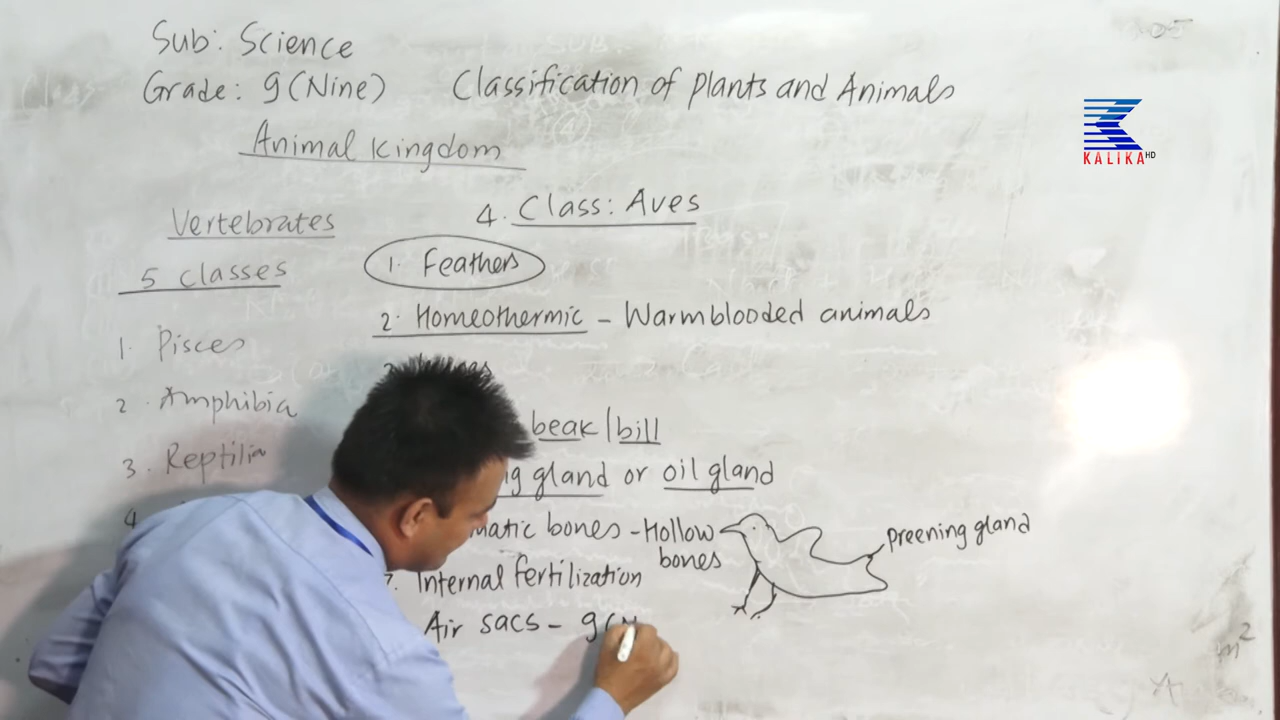 Sub: Science
Grade: 9 (Nine)
Classification of Plants and Animals
KALIKA HD
Animal Kingdom
Vertebrates
5 classes
1. Pisces
2. Amphibia
3. Reptilia
4
4. Class: Aves
1. Feathers
2. Homeothermic - Warmblooded animals
beak/bill
gland or oil gland
bones - Hollow bones
7. Internal fertilization
Air sacs - 9(
Preening gland
m²